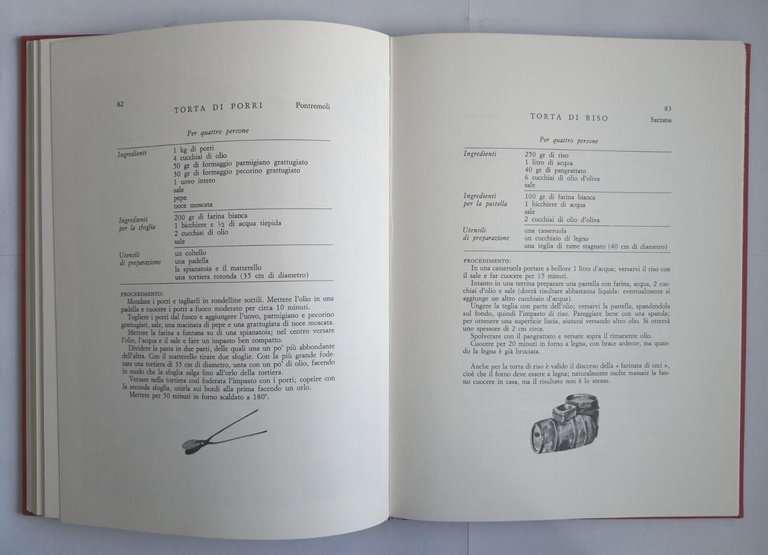 82
TORTA DI PORRI
Pontremoli
Per quattro persone
Ingredienti
1 kg di porri
4 cucchiai di olio
50 gr di formaggio parmigiano grattugiato
30 gr di formaggio pecorino grattugiato
1 uovo intero
sale
pepe
noce moscata
Ingredienti
per la sfoglia
200 gr di farina bianca
1 bicchiere e ½ di acqua tiepida
2 cucchiai di olio
sale
Utensili
di preparazione
un coltello
una padella
la spianatoia e il matterello
una tortiera rotonda (35 cm di diametro)
PROCEDIMENTO:
Mondare i porri e tagliarli in rondelline sottili. Mettere l'olio in una
padella e cuocere i porri a fuoco moderato per circa 10 minuti.
Togliere i porri dal fuoco e aggiungere l'uovo, parmigiano e pecorino
grattugiati, sale, una macinata di pepe e una grattugiata di noce moscata.
Mettere la farina a fontana su di una spianatoia; nel centro versare
l'olio, l'acqua e il sale e fare un impasto ben compatto.
Dividere la pasta in due parti, delle quali una un po' più abbondante
dell'altra. Con il matterello tirare due sfoglie. Con la più grande fode-
rare una tortiera di 35 cm di diametro, unta con un po' di olio, facendo
in modo che la sfoglia salga fino all'orlo della tortiera.
Versare nella tortiera così foderata l'impasto con i porri; coprire con
la seconda sfoglia, unirla sui bordi alla prima facendo un orlo.
Mettere per 30 minuti in forno scaldato a 180°.
83
TORTA DI RISO
Sarzana
Per quattro persone
Ingredienti
250 gr di riso
1 litro di acqua
40 gr di pangrattato
6 cucchiai di olio d'oliva
sale
Ingredienti
per la pastella
100 gr di farina bianca
1 bicchiere di acqua
sale
2 cucchiai di olio d'oliva
Utensili
di preparazione
una casseruola
un cucchiaio di legno
una teglia di rame stagnato (40 cm di diametro)
PROCEDIMENTO:
In una casseruola portare a bollore 1 litro d'acqua; versarvi il riso con
il sale e far cuocere per 15 minuti.
Intanto in una terrina preparare una pastella con farina, acqua, 2 cuc-
chiai d'olio e sale (dovrà risultare abbastanza liquida: eventualmente si
aggiunge un altro cucchiaio d'acqua).
Ungere la teglia con parte dell'olio; versarvi la pastella, spandendola
sul fondo, quindi l'impasto di riso. Pareggiare bene con una spatola;
per ottenere una superficie liscia, aiutarsi versando altro olio. Si otterrà
uno spessore di 2 cm circa.
Spolverare con il pangrattato e versare sopra il rimanente olio.
Cuocere per 20 minuti in forno a legna, con brace ardente, ma quan-
do la legna è già bruciata.
Anche per la torta di riso è valido il discorso della « farinata di ceci »,
cioè che il forno deve essere a legna; naturalmente molte massaie la fan-
no cuocere in casa, ma il risultato non è lo stesso.